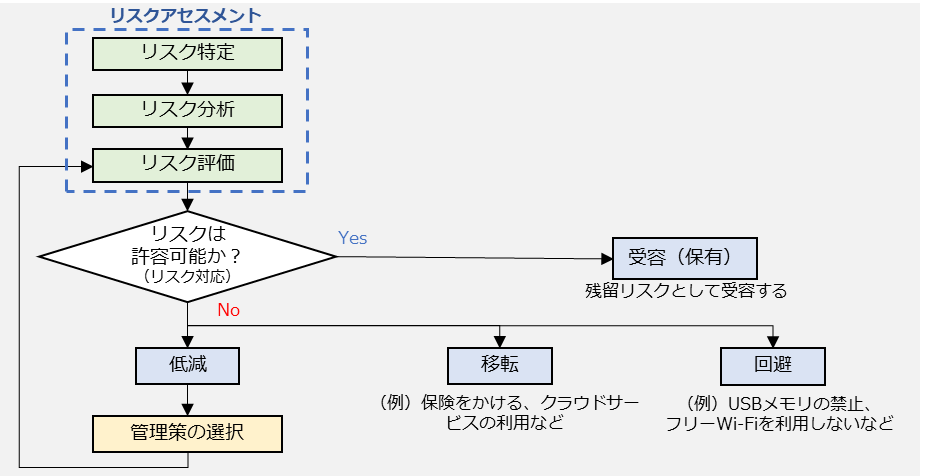 リスクアセスメント
リスク特定
リスク分析
リスク評価
リスクは
許容可能か？
（リスク対応）
Yes
受容（保有）
残留リスクとして受容する
No
低減
移転
回避
（例）保険をかける、クラウドサー
ビスの利用など
（例）USBメモリの禁止、
フリーWi-Fiを利用しないなど
管理策の選択